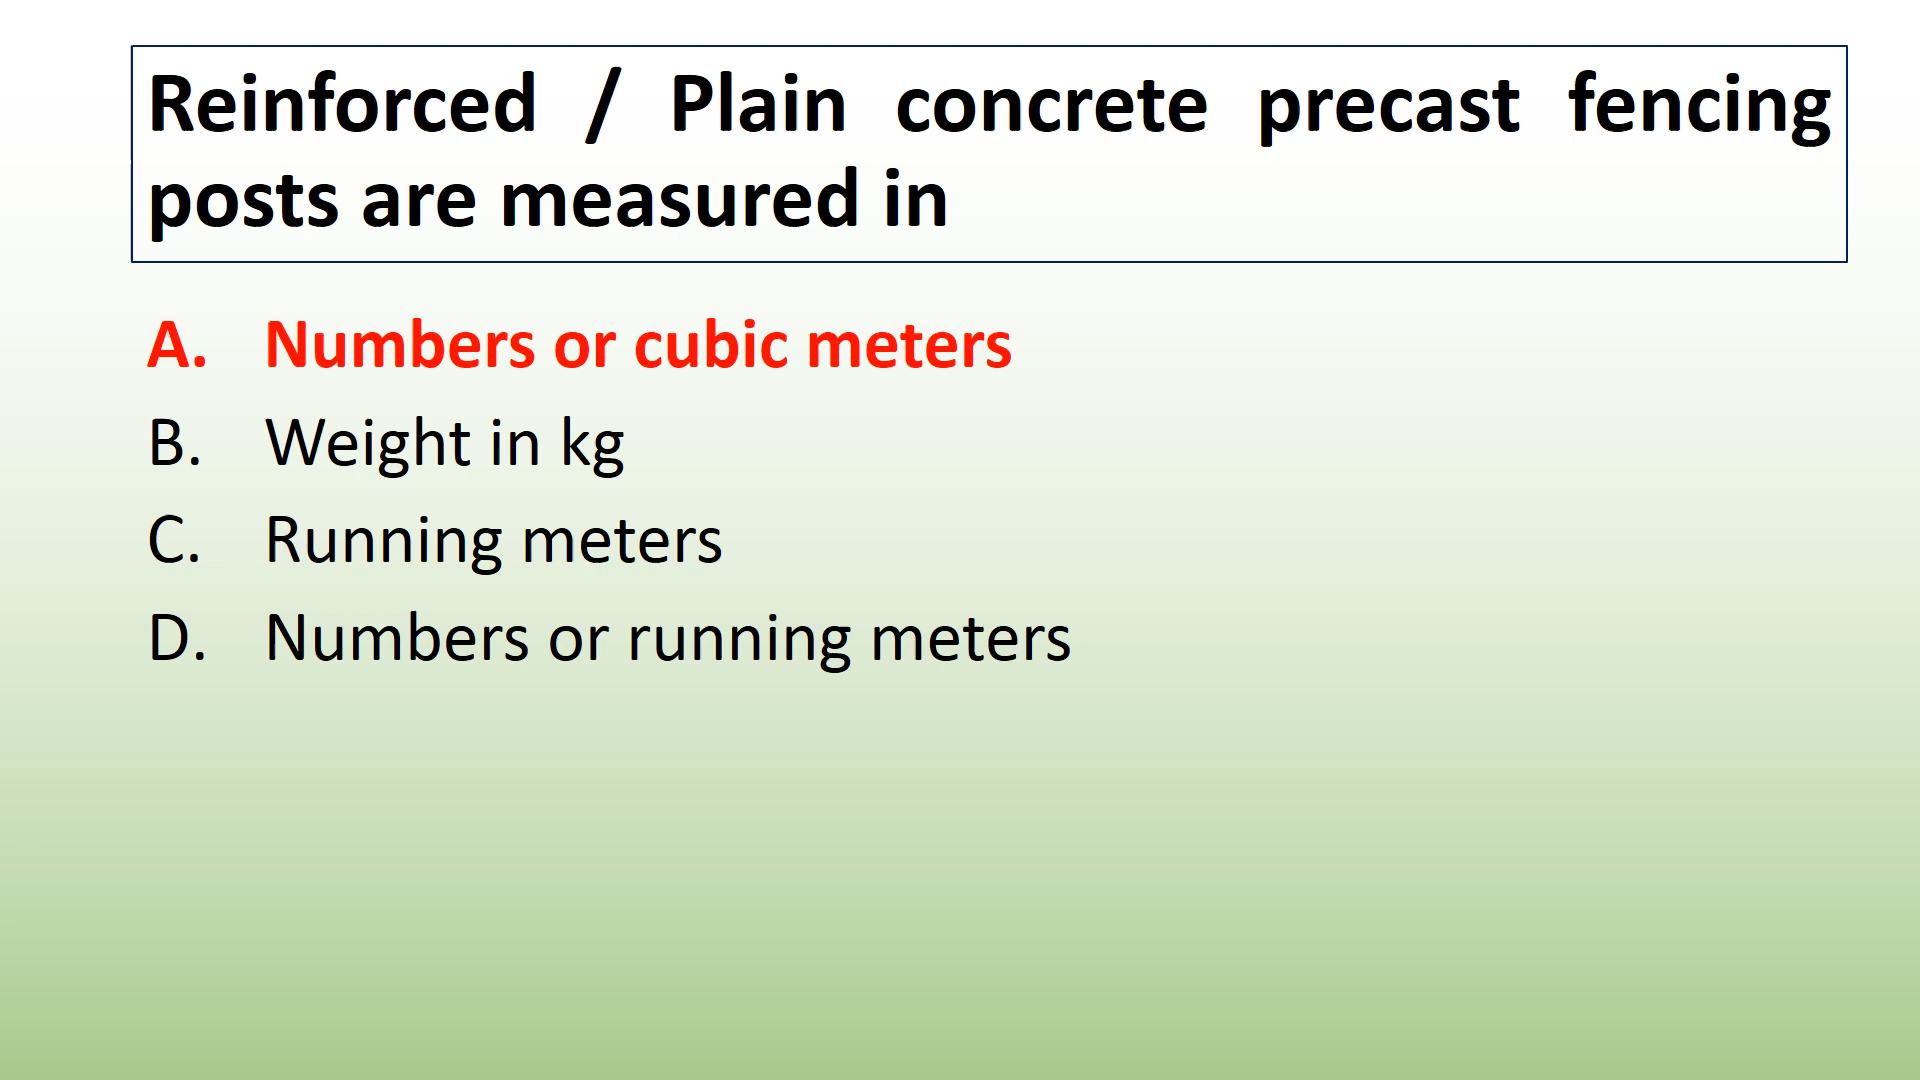 Reinforced / Plain concrete precast fencing
posts are measured in
A. Numbers or cubic meters
B. Weight in kg
C. Running meters
D. Numbers or running meters